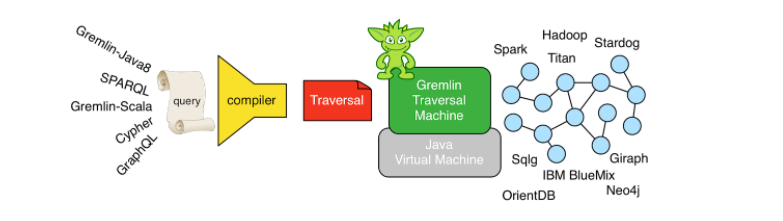 Gremlin-Java8
SPARQL
Gremlin-Scala
Cypher
GraphQL
query
compiler
Traversal
Gremlin
Traversal
Machine
Java
Virtual Machine
Spark
Hadoop
Titan
Stardog
Sqlg
Giraph
IBM BlueMix
Neo4j
OrientDB